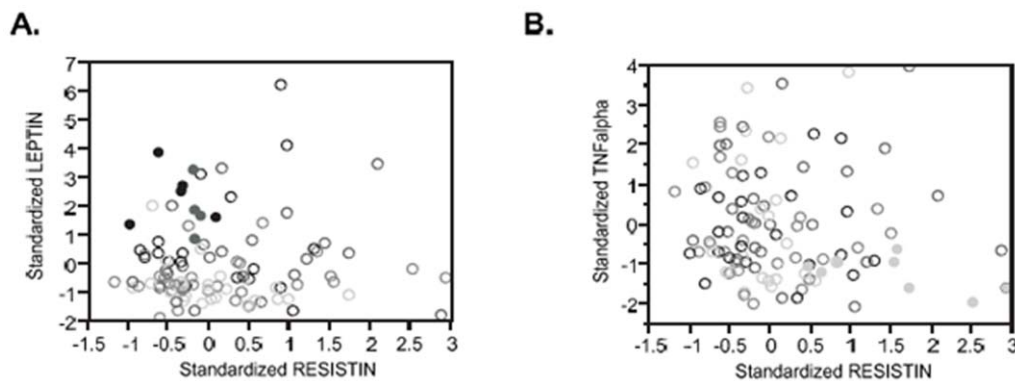 A.
B.
7
6
5
4
3
2
1
0
-1
-2
Standardized LEPTIN
-1.5 -1 -0.5 0 0.5 1 1.5 2 2.5 3
Standardized RESISTIN
4
3
2
1
0
-1
-2
Standardized TNFalpha
-1.5 -1 -0.5 0 0.5 1 1.5 2 2.5 3
Standardized RESISTIN